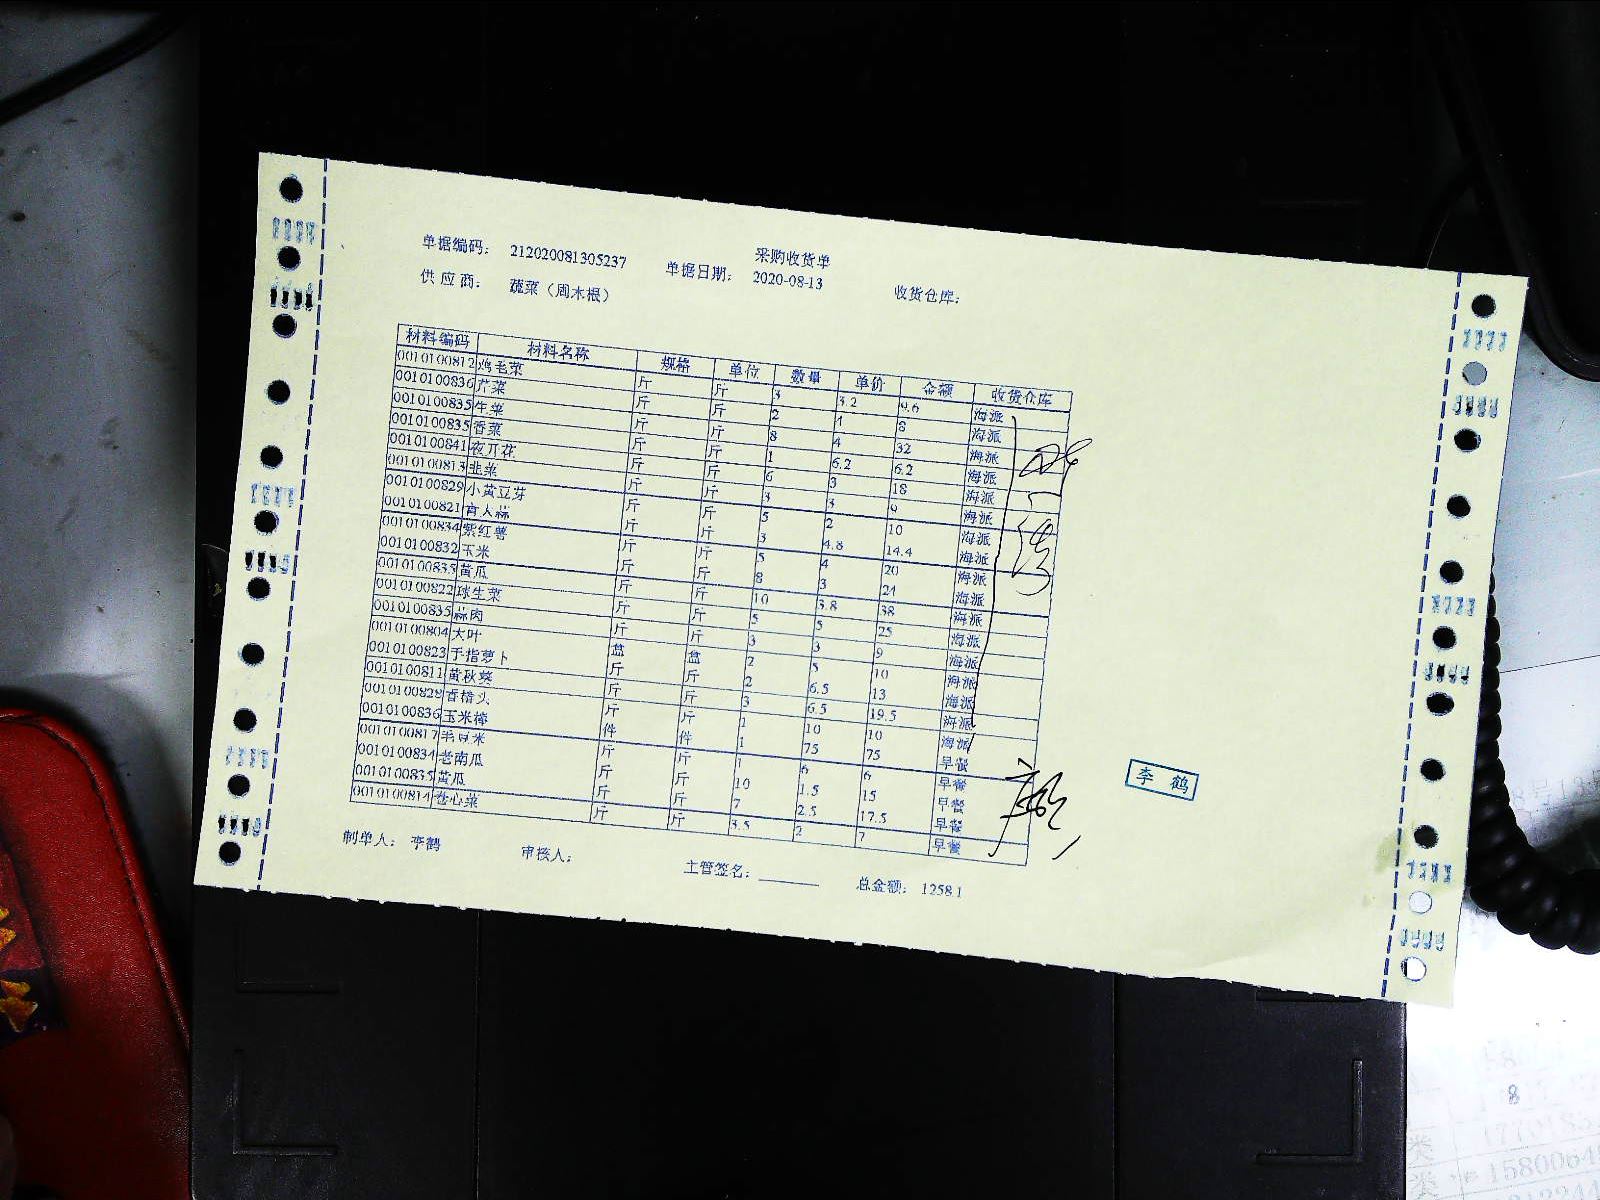 采购收货单
单据编码： 212020081305237 单据日期： 2020-08-13 收货仓库：
供 应 商： 蔬菜（周木根）
材料编码 材料名称 规格 单位 数量 单价 金额 收货仓库
0010100812 鸡毛菜 斤 斤 3 3.2 9.6 海派
0010100836 芹菜 斤 斤 2 4 8 海派
0010100835 生菜 斤 斤 8 4 32 海派
0010100835 香菜 斤 斤 1 6.2 6.2 海派
0010100841 夜开花 斤 斤 6 3 18 海派
0010100813 韭菜 斤 斤 3 3 9 海派
0010100829 小黄豆芽 斤 斤 5 2 10 海派
0010100821 青大蒜 斤 斤 3 4.8 14.4 海派
0010100834 紫红薯 斤 斤 5 4 20 海派
0010100832 玉米 斤 斤 8 3 24 海派
0010100835 黄瓜 斤 斤 10 3.8 38 海派
0010100822 球生菜 斤 斤 5 5 25 海派
0010100835 蒜肉 斤 斤 3 3 9 海派
0010100804 大叶 盒 盒 2 5 10 海派
0010100823 手指萝卜 斤 斤 2 6.5 13 海派
0010100811 黄秋葵 斤 斤 3 6.5 19.5 海派
0010100828 香椿头 斤 斤 1 10 10 海派
0010100836 玉米棒 件 件 1 75 75 早餐
0010100817 毛豆米 斤 斤 1 6 6 早餐
0010100834 老南瓜 斤 斤 10 1.5 15 早餐
0010100835 黄瓜 斤 斤 7 2.5 17.5 早餐
0010100814 卷心菜 斤 斤 3.5 2 7 早餐
李 鹤
制单人： 李鹤 审核人： 主管签名： 总金额： 1258.1